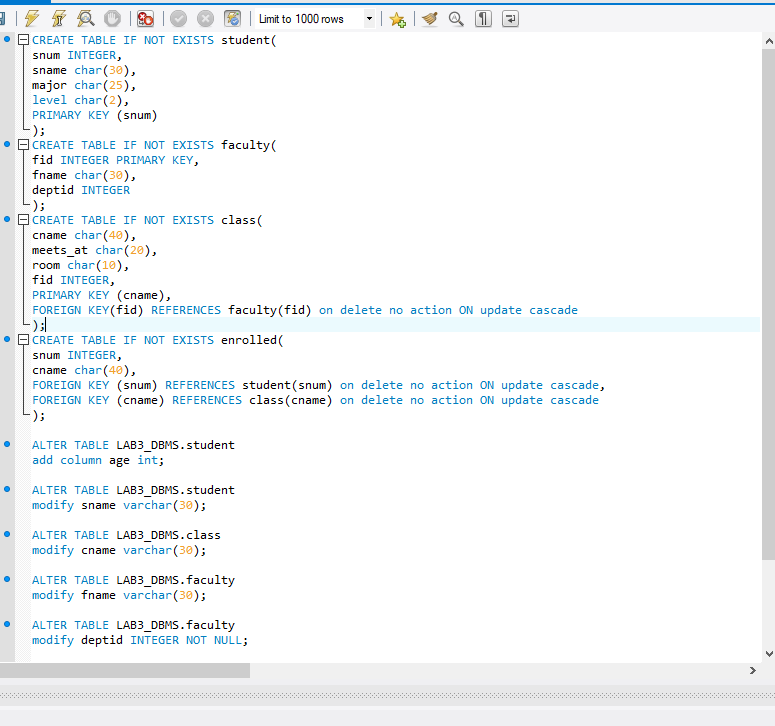 Limit to 1000 rows
CREATE TABLE IF NOT EXISTS student(
snum INTEGER,
sname char(30),
major char(25),
level char(2),
PRIMARY KEY (snum)
);
CREATE TABLE IF NOT EXISTS faculty(
fid INTEGER PRIMARY KEY,
fname char(30),
deptid INTEGER
);
CREATE TABLE IF NOT EXISTS class(
cname char(40),
meets_at char(20),
room char(10),
fid INTEGER,
PRIMARY KEY (cname),
FOREIGN KEY(fid) REFERENCES faculty(fid) on delete no action ON update cascade
);
CREATE TABLE IF NOT EXISTS enrolled(
snum INTEGER,
cname char(40),
FOREIGN KEY (snum) REFERENCES student(snum) on delete no action ON update cascade,
FOREIGN KEY (cname) REFERENCES class(cname) on delete no action ON update cascade
);
ALTER TABLE LAB3_DBMS.student
add column age int;
ALTER TABLE LAB3_DBMS.student
modify sname varchar(30);
ALTER TABLE LAB3_DBMS.class
modify cname varchar(30);
ALTER TABLE LAB3_DBMS.faculty
modify fname varchar(30);
ALTER TABLE LAB3_DBMS.faculty
modify deptid INTEGER NOT NULL;